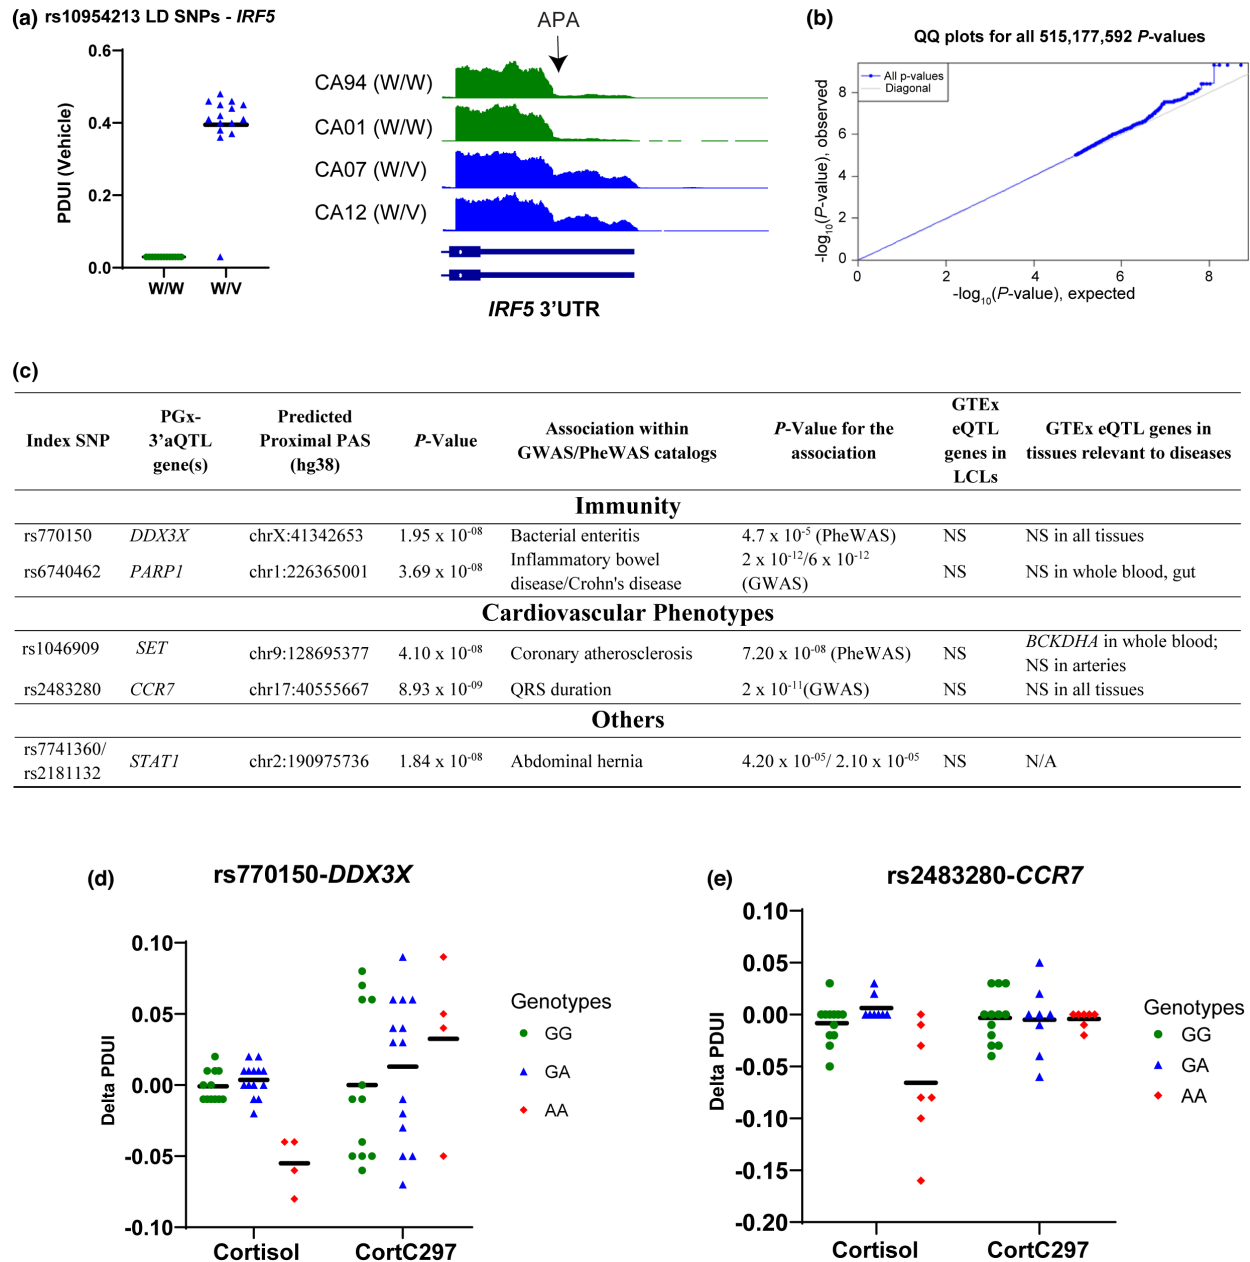 (a) rs10954213 LD SNPs - IRF5
PDUI (Vehicle)
0.6
0.4
0.2
0.0
W/W W/V
APA
CA94 (W/W)
CA01 (W/W)
CA07 (W/V)
CA12 (W/V)
IRF5 3’UTR
(b)
QQ plots for all 515,177,592 P-values
All p-values
Diagonal
-log10(P-value), observed
8
6
4
2
0
0 2 4 6 8
-log10(P-value), expected
(c)
Index SNP PGx-3’aQTL gene(s) Predicted Proximal PAS (hg38) P-Value Association within GWAS/PheWAS catalogs P-Value for the association GTEx eQTL genes in LCLs GTEx eQTL genes in tissues relevant to diseases
Immunity
rs770150 DDX3X chrX:41342653 1.95 x 10-08 Bacterial enteritis 4.7 x 10-5 (PheWAS) NS NS in all tissues
rs6740462 PARP1 chr1:226365001 3.69 x 10-08 Inflammatory bowel disease/Crohn's disease 2 x 10-12/6 x 10-12 (GWAS) NS NS in whole blood, gut
Cardiovascular Phenotypes
rs1046909 SET chr9:128695377 4.10 x 10-08 Coronary atherosclerosis 7.20 x 10-08 (PheWAS) NS BCKDHA in whole blood; NS in arteries
rs2483280 CCR7 chr17:40555667 8.93 x 10-09 QRS duration 2 x 10-11(GWAS) NS NS in all tissues
Others
rs7741360/ rs2181132 STAT1 chr2:190975736 1.84 x 10-08 Abdominal hernia 4.20 x 10-05/ 2.10 x 10-05 NS N/A
(d)
rs770150-DDX3X
Delta PDUI
0.10
0.05
0.00
-0.05
-0.10
Cortisol CortC297
Genotypes
GG
GA
AA
(e)
rs2483280-CCR7
Delta PDUI
0.10
0.05
0.00
-0.05
-0.10
-0.15
-0.20
Cortisol CortC297
Genotypes
GG
GA
AA